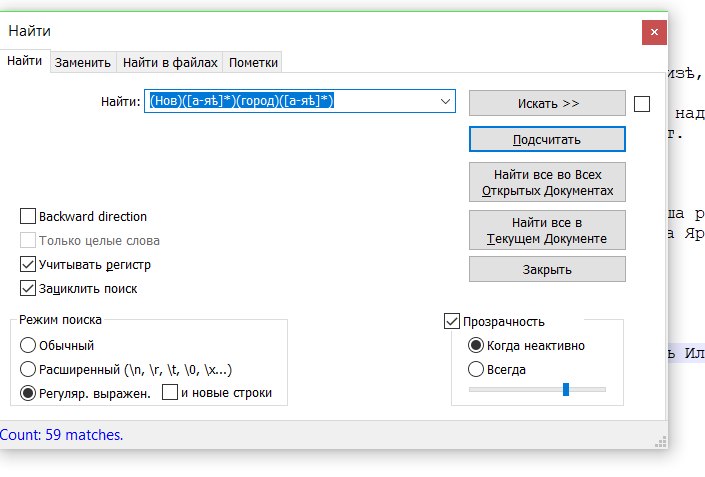 Найти
Найти Заменить Найти в файлах Пометки
Найти: (Нов)([а-яѣ]*)(город)([а-яѣ]*) Искать >>
Подсчитать
Найти все во Всех
Открытых Документах
Backward direction Найти все в
Текущем Документе
Только целые слова
Учитывать регистр Закрыть
Зациклить поиск
Режим поиска Прозрачность
Обычный Когда неактивно
Расширенный (\n, \r, \t, \0, \x...) Всегда
Регуляр. выражен. и новые строки
Count: 59 matches.
изѣ,
над
т.
ша р
а Яр
ь Ил